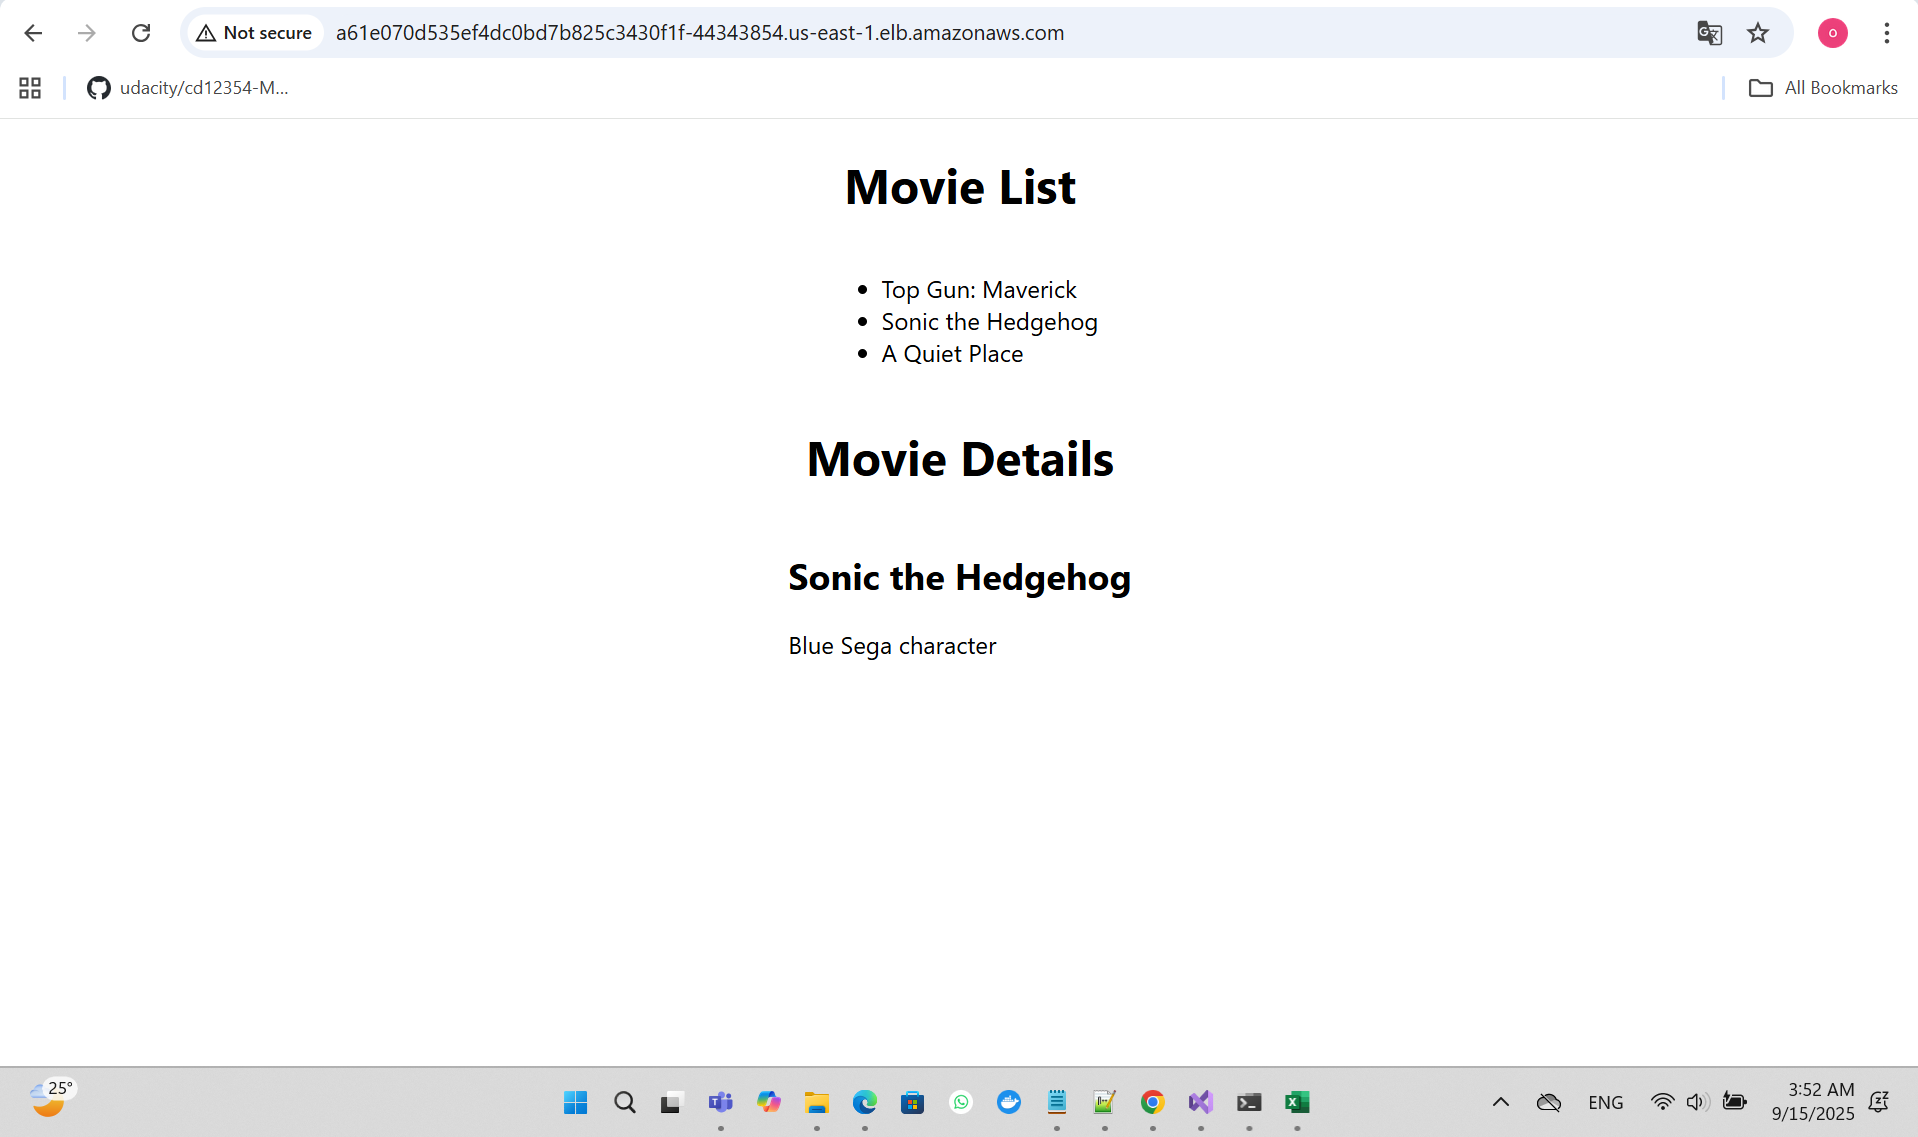 Not secure a61e070d535ef4dc0bd7b825c3430f1f-44343854.us-east-1.elb.amazonaws.com o
udacity/cd12354-M... All Bookmarks
Movie List
Top Gun: Maverick
Sonic the Hedgehog
A Quiet Place
Movie Details
Sonic the Hedgehog
Blue Sega character
25°
ENG
3:52 AM
9/15/2025